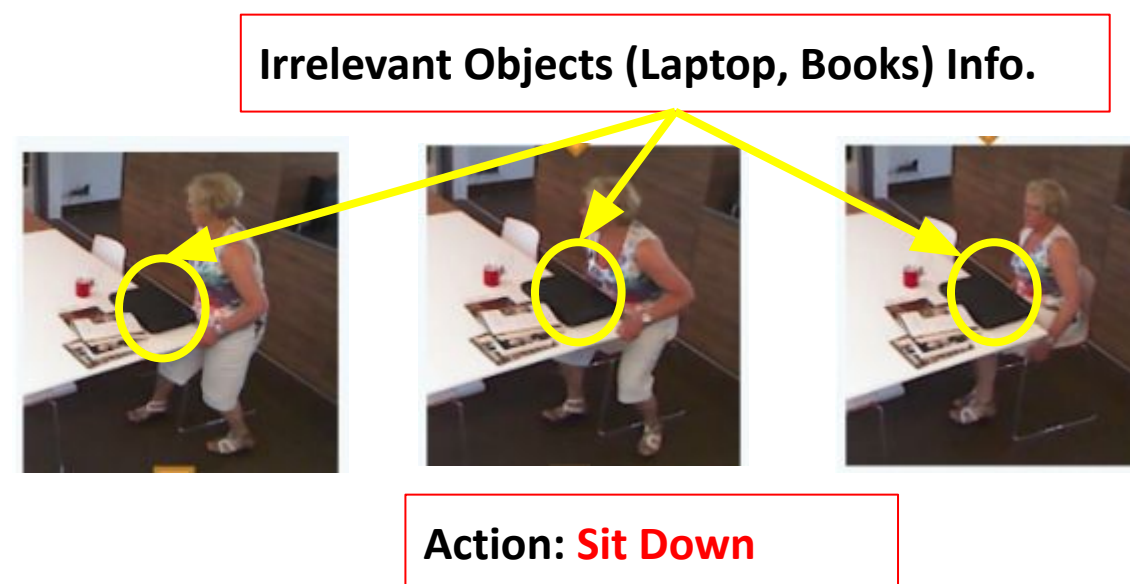 Irrelevant Objects (Laptop, Books) Info.
Action: Sit Down